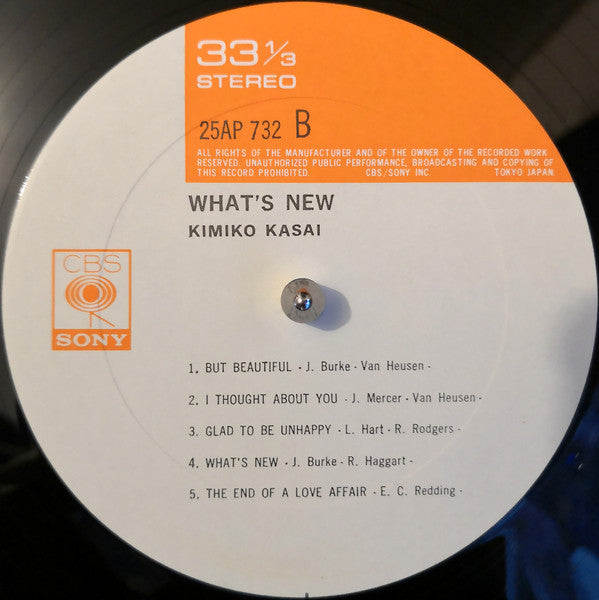 33 1/3
STEREO
25AP 732 B
ALL RIGHTS OF THE MANUFACTURER AND OF THE OWNER OF THE RECORDED WORK
RESERVED. UNAUTHORIZED PUBLIC PERFORMANCE, BROADCASTING AND COPYING OF
THIS RECORD PROHIBITED. CBS/SONY INC. TOKYO JAPAN.
WHAT'S NEW
KIMIKO KASAI
CBS
SONY
1. BUT BEAUTIFUL · J. Burke · Van Heusen ·
2. I THOUGHT ABOUT YOU · J. Mercer · Van Heusen ·
3. GLAD TO BE UNHAPPY · L. Hart · R. Rodgers ·
4. WHAT'S NEW · J. Burke · R. Haggart ·
5. THE END OF A LOVE AFFAIR · E. C. Redding ·